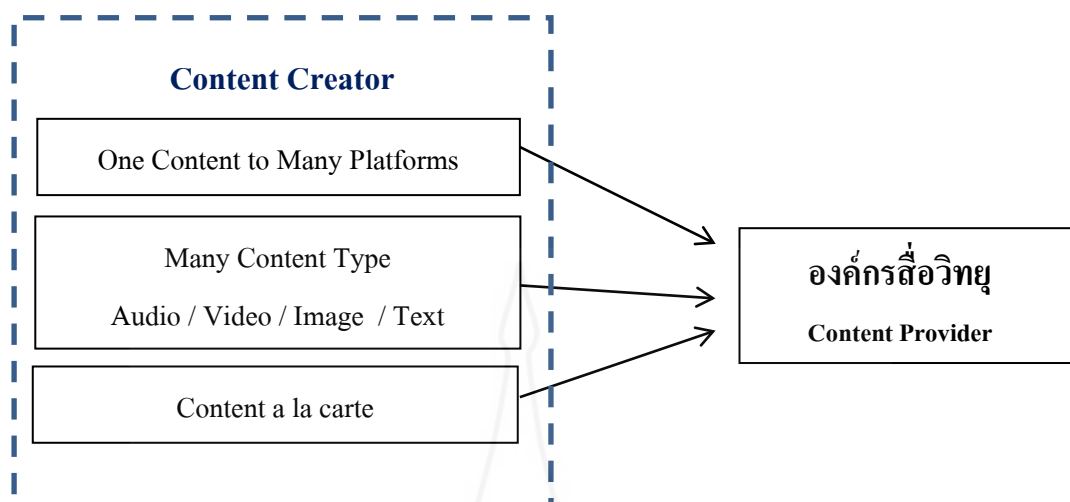 Content Creator
One Content to Many Platforms
Many Content Type
Audio / Video / Image / Text
Content a la carte
องค์กรสื่อวิทยุ
Content Provider